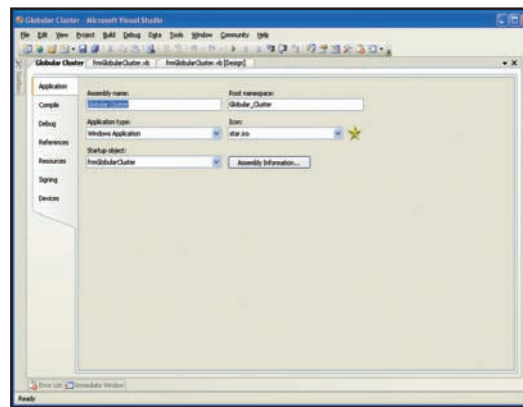 Globular Cluster - Microsoft Visual Studio
File Edit View Project Build Debug Data Tools Window Community Help
Globular Cluster frmGlobularCluster.vb frmGlobularCluster.vb [Design]
Toolbox
Application
Compile
Debug
References
Resources
Signing
Devices
Assembly name: Root namespace:
Globular Cluster Globular_Cluster
Application type: Icon:
Windows Application star.ico
Startup object:
frmGlobularCluster Assembly Information...
Error List Immediate Window
Ready